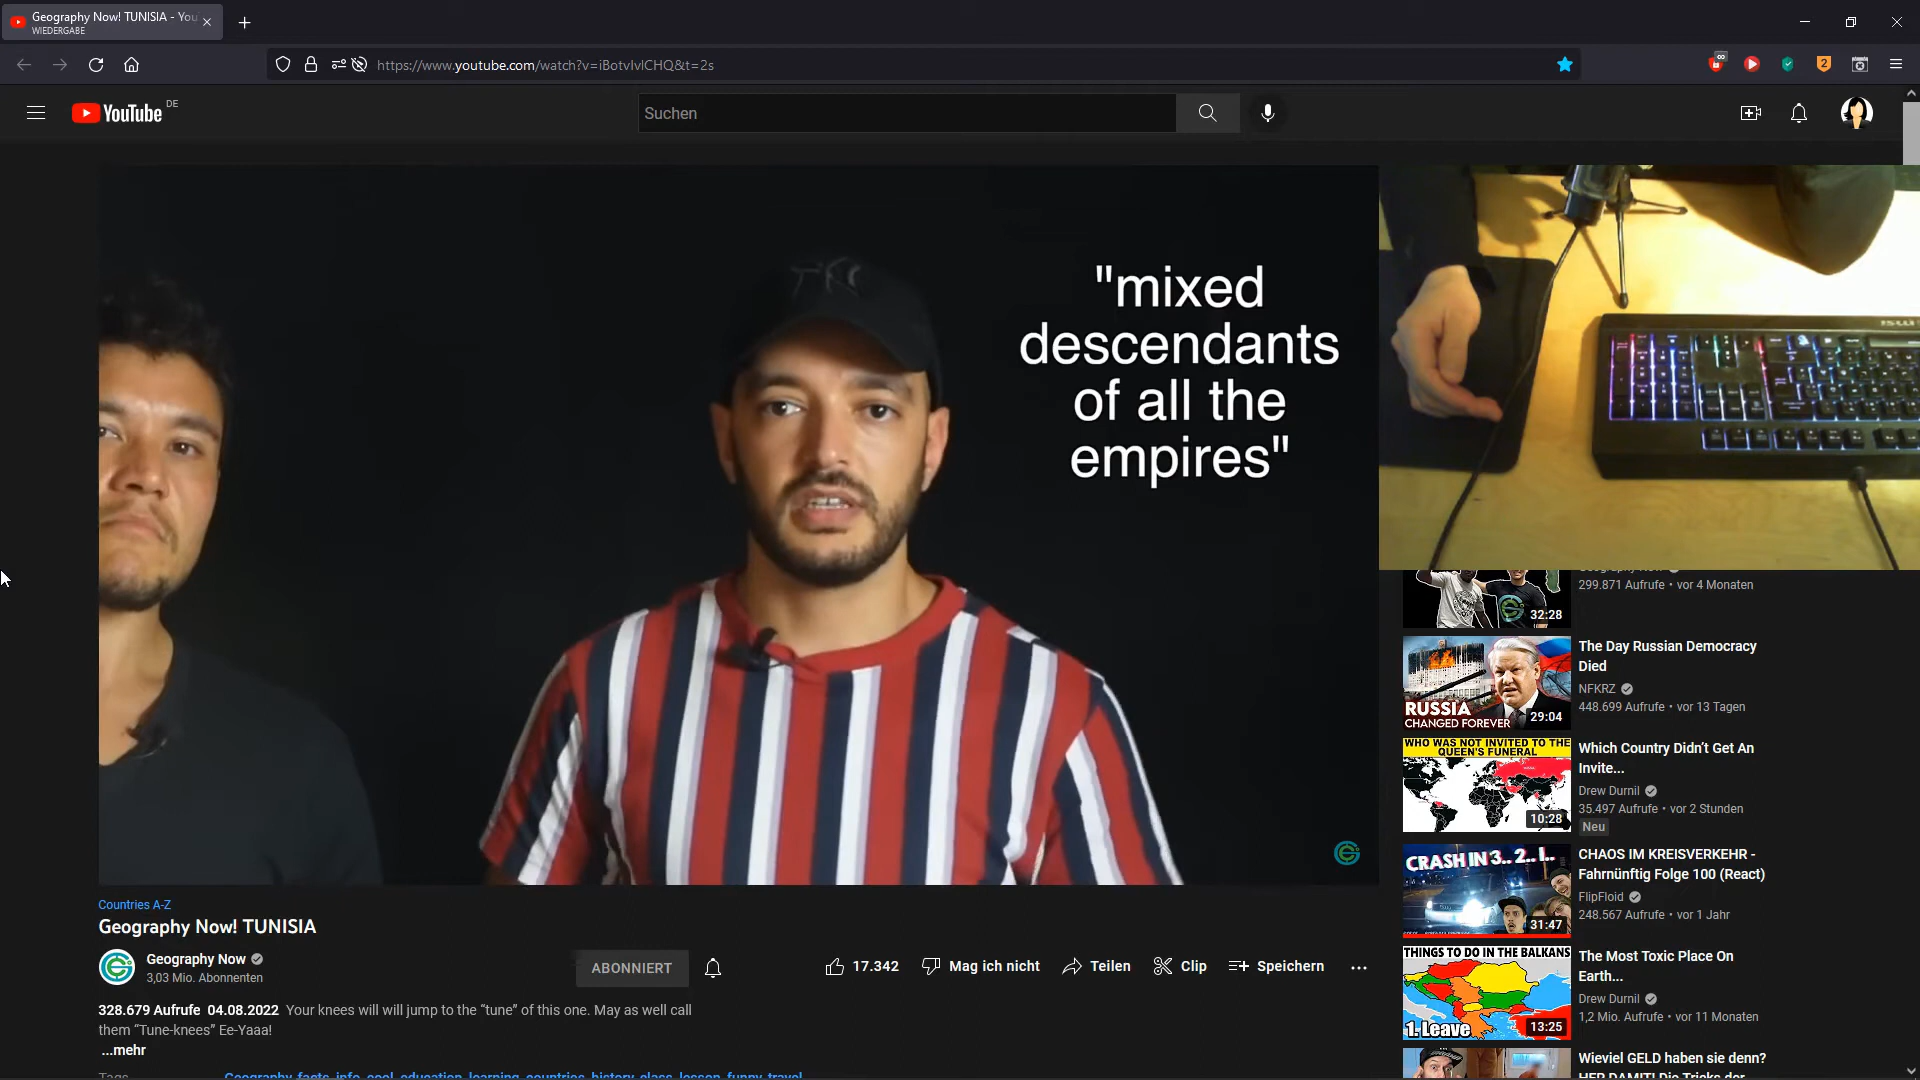 Geography Now! TUNISIA - You
WIEDERGABE
https://www.youtube.com/watch?v=iBotvIvlCHQ&t=2s
2
YouTube DE
Suchen
"mixed
descendants
of all the
empires"
Countries A-Z
Geography Now! TUNISIA
Geography Now
3,03 Mio. Abonnenten
ABONNIERT
17.342
Mag ich nicht
Teilen
Clip
Speichern
328.679 Aufrufe 04.08.2022 Your knees will will jump to the “tune” of this one. May as well call
them “Tune-knees” Ee-Yaaa!
...mehr
Tags
Geography facts info cool education learning countries history class lesson funny travel
299.871 Aufrufe • vor 4 Monaten
32:28
RUSSIA
CHANGED FOREVER
29:04
The Day Russian Democracy
Died
NFKRZ
448.699 Aufrufe • vor 13 Tagen
WHO WAS NOT INVITED TO THE
QUEEN'S FUNERAL
10:28
Which Country Didn’t Get An
Invite...
Drew Durnil
35.497 Aufrufe • vor 2 Stunden
Neu
CRASH IN 3.. 2.. 1..
31:47
CHAOS IM KREISVERKEHR -
Fahrnünftig Folge 100 (React)
FlipFloid
248.567 Aufrufe • vor 1 Jahr
THINGS TO DO IN THE BALKANS
1. Leave
13:25
The Most Toxic Place On
Earth...
Drew Durnil
1,2 Mio. Aufrufe • vor 11 Monaten
Wieviel GELD haben sie denn?
HER DAMIT! Die Tricks der